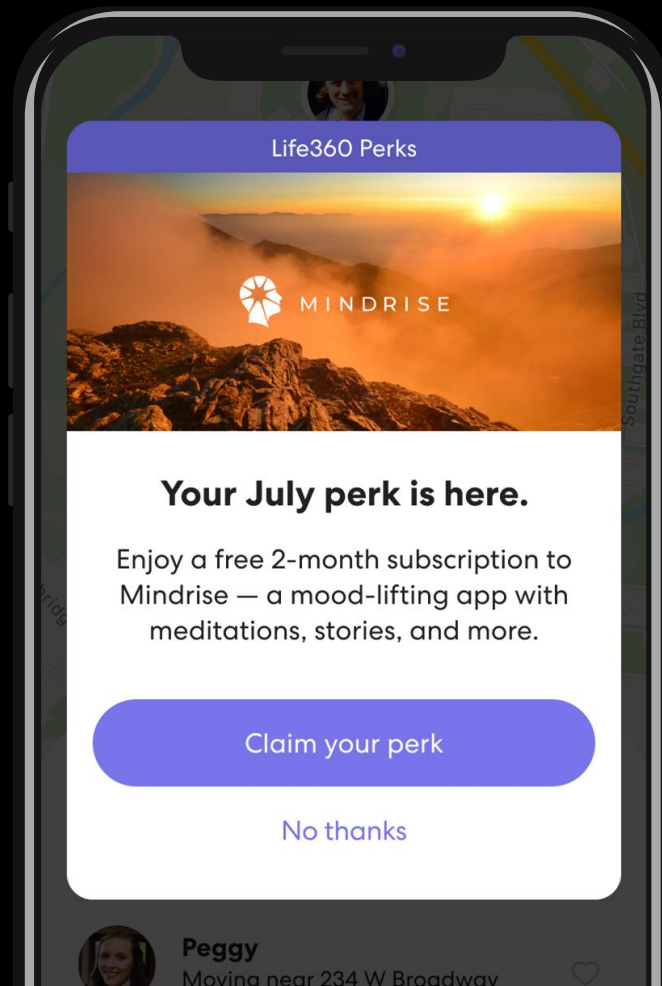 Life360 Perks
MINDRISE
Southgate Blvd
Your July perk is here.
Enjoy a free 2-month subscription to
Mindrise — a mood-lifting app with
meditations, stories, and more.
Claim your perk
No thanks
Peggy
Moving near 234 W Broadway